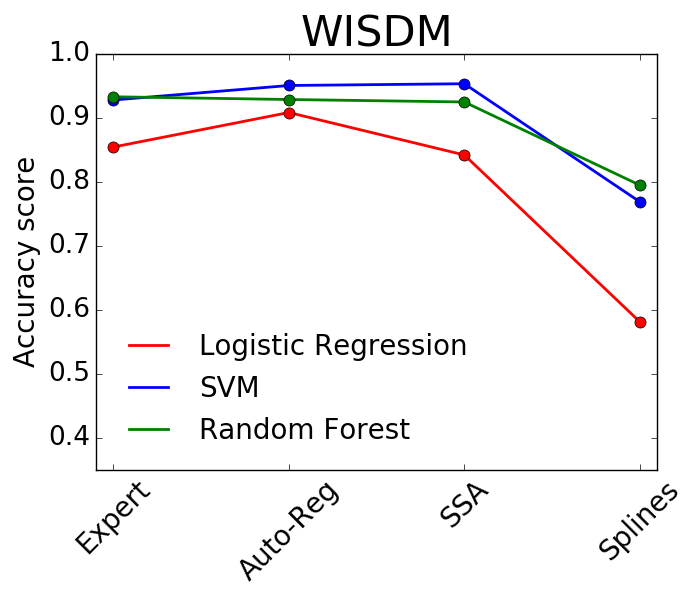 WISDM
1.0
0.9
0.8
0.7
0.6
0.5
0.4
Accuracy score
Logistic Regression
SVM
Random Forest
Expert
Auto-Reg
SSA
Splines